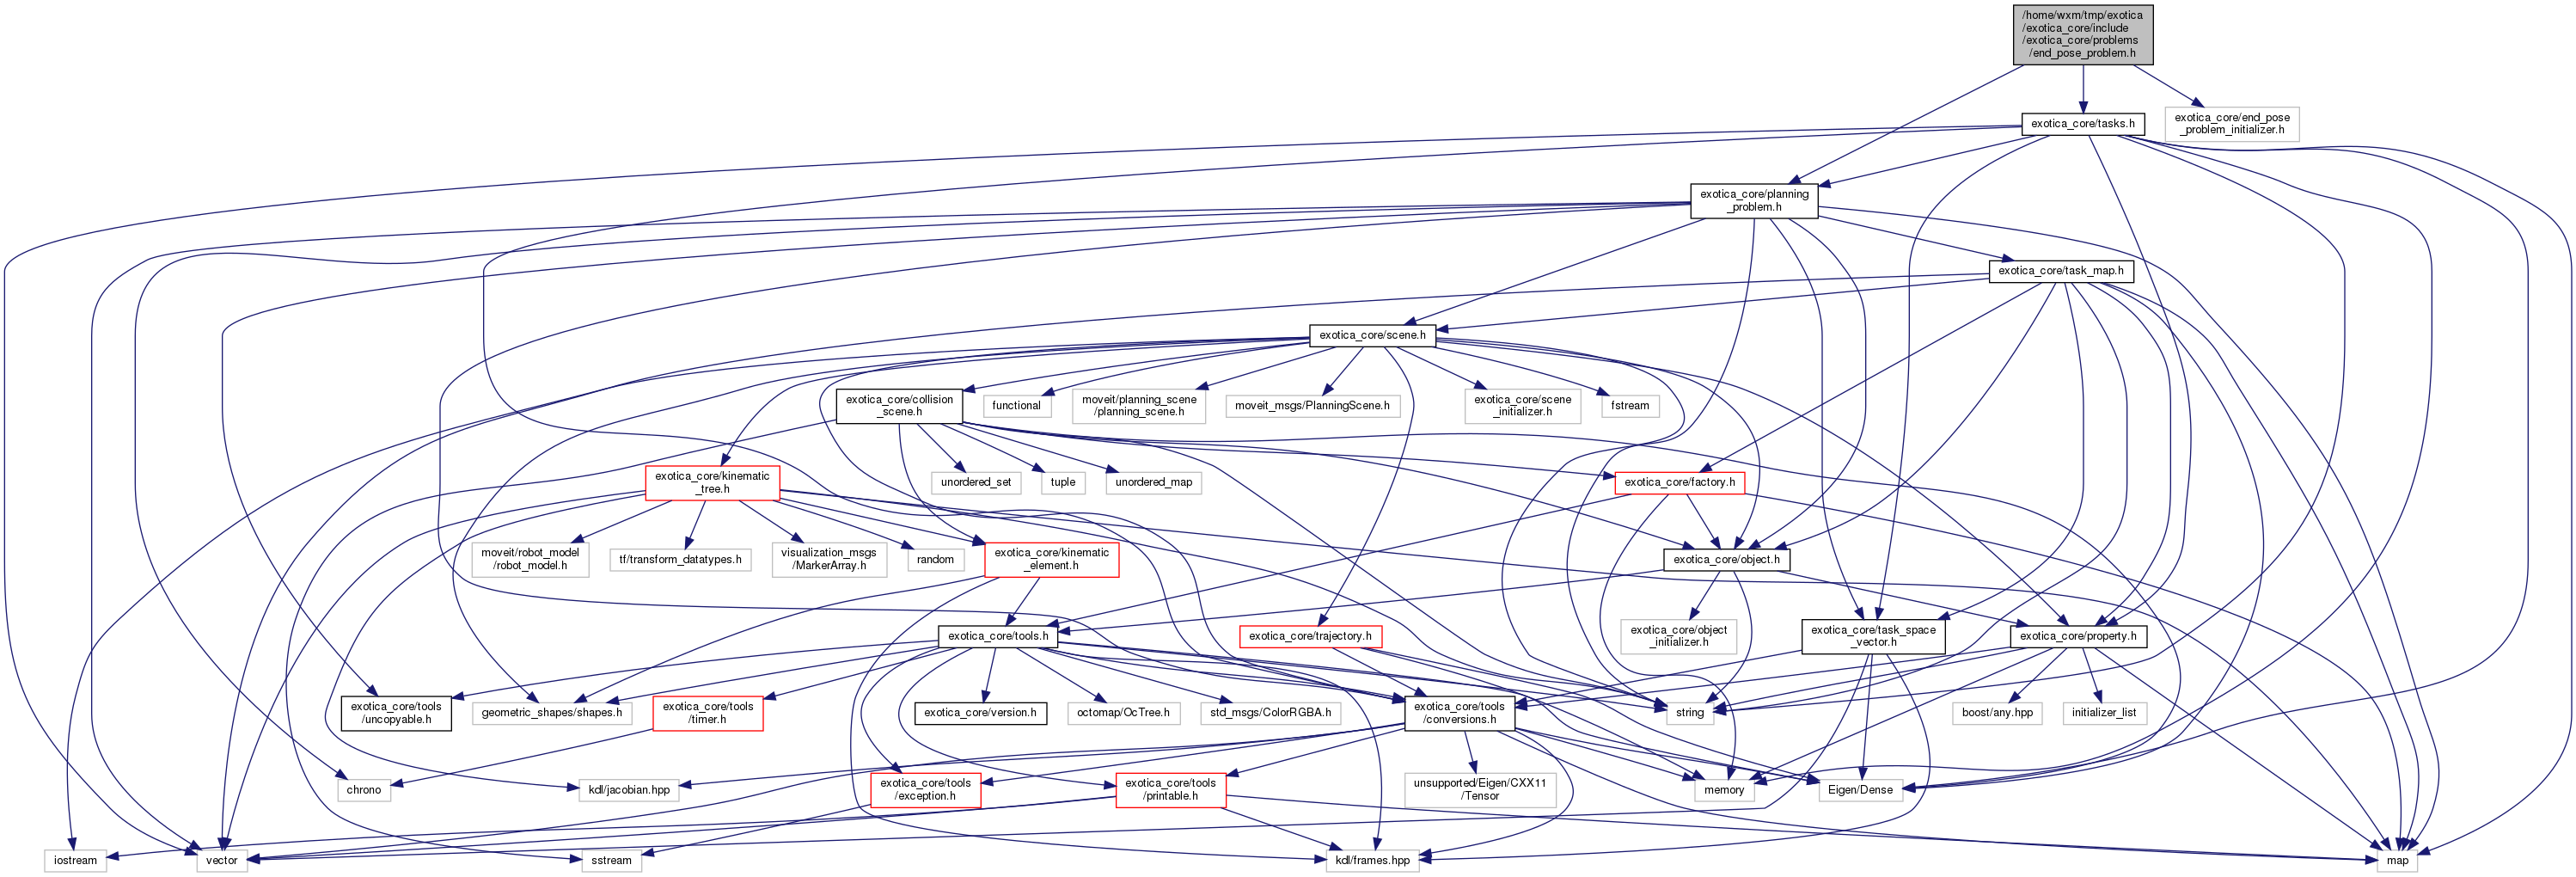 /home/wxm/tmp/exotica
/exotica_core/include
/exotica_core/problems
/end_pose_problem.h
exotica_core/tasks.h
exotica_core/end_pose
_problem_initializer.h
exotica_core/planning
_problem.h
exotica_core/task_map.h
exotica_core/scene.h
exotica_core/collision
_scene.h
functional
moveit/planning_scene
/planning_scene.h
moveit_msgs/PlanningScene.h
exotica_core/scene
_initializer.h
fstream
exotica_core/kinematic
_tree.h
unordered_set
tuple
unordered_map
exotica_core/factory.h
moveit/robot_model
/robot_model.h
tf/transform_datatypes.h
visualization_msgs
/MarkerArray.h
random
exotica_core/kinematic
_element.h
exotica_core/object.h
exotica_core/tools.h
exotica_core/trajectory.h
exotica_core/object
_initializer.h
exotica_core/task_space
_vector.h
exotica_core/property.h
exotica_core/tools
/uncopyable.h
geometric_shapes/shapes.h
exotica_core/tools
/timer.h
exotica_core/version.h
octomap/OcTree.h
std_msgs/ColorRGBA.h
exotica_core/tools
/conversions.h
string
boost/any.hpp
initializer_list
chrono
kdl/jacobian.hpp
exotica_core/tools
/exception.h
exotica_core/tools
/printable.h
unsupported/Eigen/CXX11
/Tensor
memory
Eigen/Dense
iostream
vector
sstream
kdl/frames.hpp
map